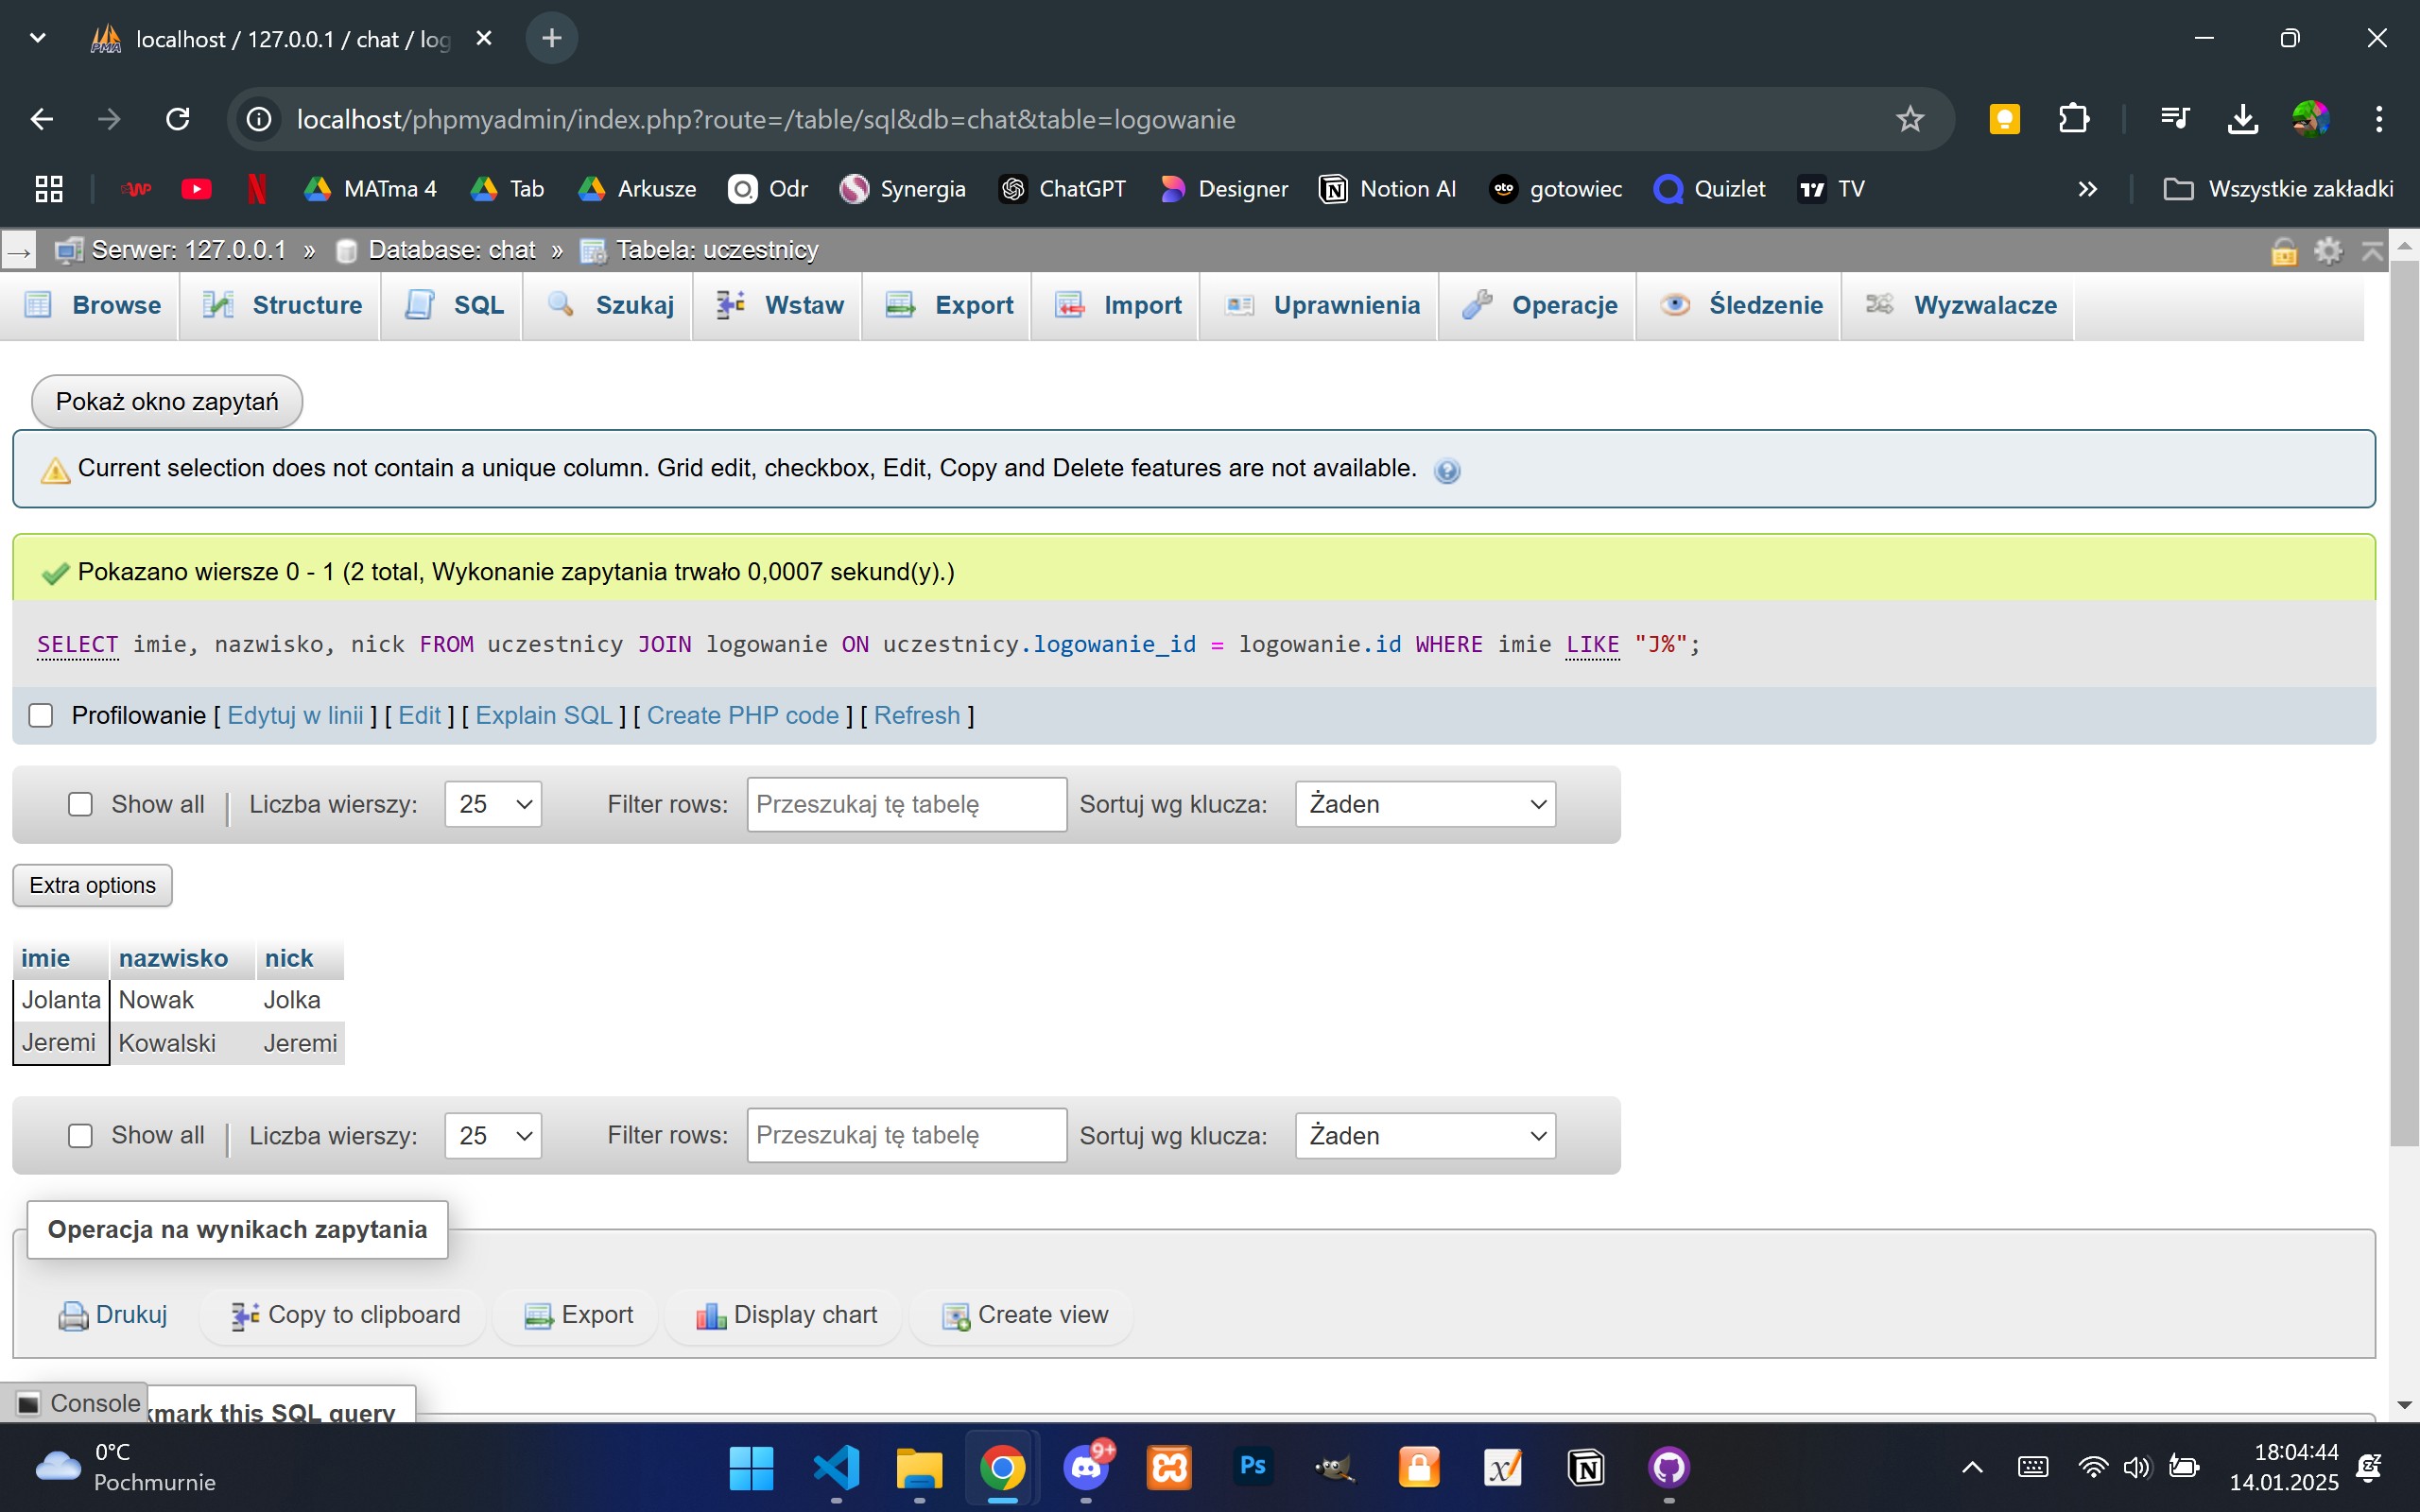 localhost / 127.0.0.1 / chat / log
localhost/phpmyadmin/index.php?route=/table/sql&db=chat&table=logowanie
MATma 4 Tab Arkusze Odr Synergia ChatGPT Designer Notion AI gotowiec Quizlet TV » Wszystkie zakładki
Serwer: 127.0.0.1 » Database: chat » Tabela: uczestnicy
Browse Structure SQL Szukaj Wstaw Export Import Uprawnienia Operacje Śledzenie Wyzwalacze
Pokaż okno zapytań
Current selection does not contain a unique column. Grid edit, checkbox, Edit, Copy and Delete features are not available.
Pokazano wiersze 0 - 1 (2 total, Wykonanie zapytania trwało 0,0007 sekund(y).)
SELECT imie, nazwisko, nick FROM uczestnicy JOIN logowanie ON uczestnicy.logowanie_id = logowanie.id WHERE imie LIKE "J%";
Profilowanie [ Edytuj w linii ] [ Edit ] [ Explain SQL ] [ Create PHP code ] [ Refresh ]
Show all Liczba wierszy: 25 Filter rows: Przeszukaj tę tabelę Sortuj wg klucza: Żaden
Extra options
imie nazwisko nick
Jolanta Nowak Jolka
Jeremi Kowalski Jeremi
Show all Liczba wierszy: 25 Filter rows: Przeszukaj tę tabelę Sortuj wg klucza: Żaden
Operacja na wynikach zapytania
Drukuj Copy to clipboard Export Display chart Create view
Console kmark this SQL query
0°C
Pochmurnie
9+
Ps
18:04:44
14.01.2025